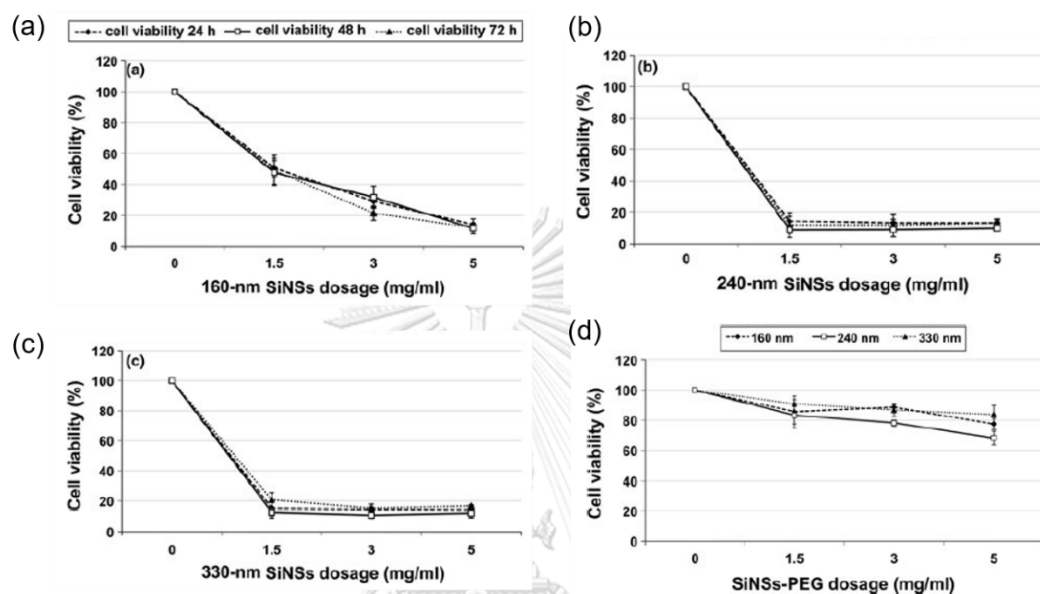 (a)
cell viability 24 h cell viability 48 h cell viability 72 h
(a)
Cell viability (%)
120
100
80
60
40
20
0
0 1.5 3 5
160-nm SiNSs dosage (mg/ml)
(b)
(b)
Cell viability (%)
120
100
80
60
40
20
0
0 1.5 3 5
240-nm SiNSs dosage (mg/ml)
(c)
(c)
Cell viability (%)
120
100
80
60
40
20
0
0 1.5 3 5
330-nm SiNSs dosage (mg/ml)
(d)
160 nm 240 nm 330 nm
Cell viability (%)
120
100
80
60
40
20
0
0 1.5 3 5
SiNSs-PEG dosage (mg/ml)